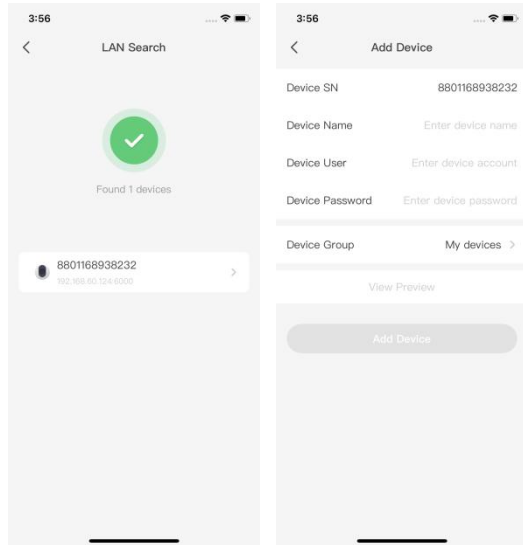 3:56
LAN Search
Found 1 devices
8801168938232
192.168.60.124:6000
3:56
Add Device
Device SN 8801168938232
Device Name Enter device name
Device User Enter device account
Device Password Enter device password
Device Group My devices
View Preview
Add Device